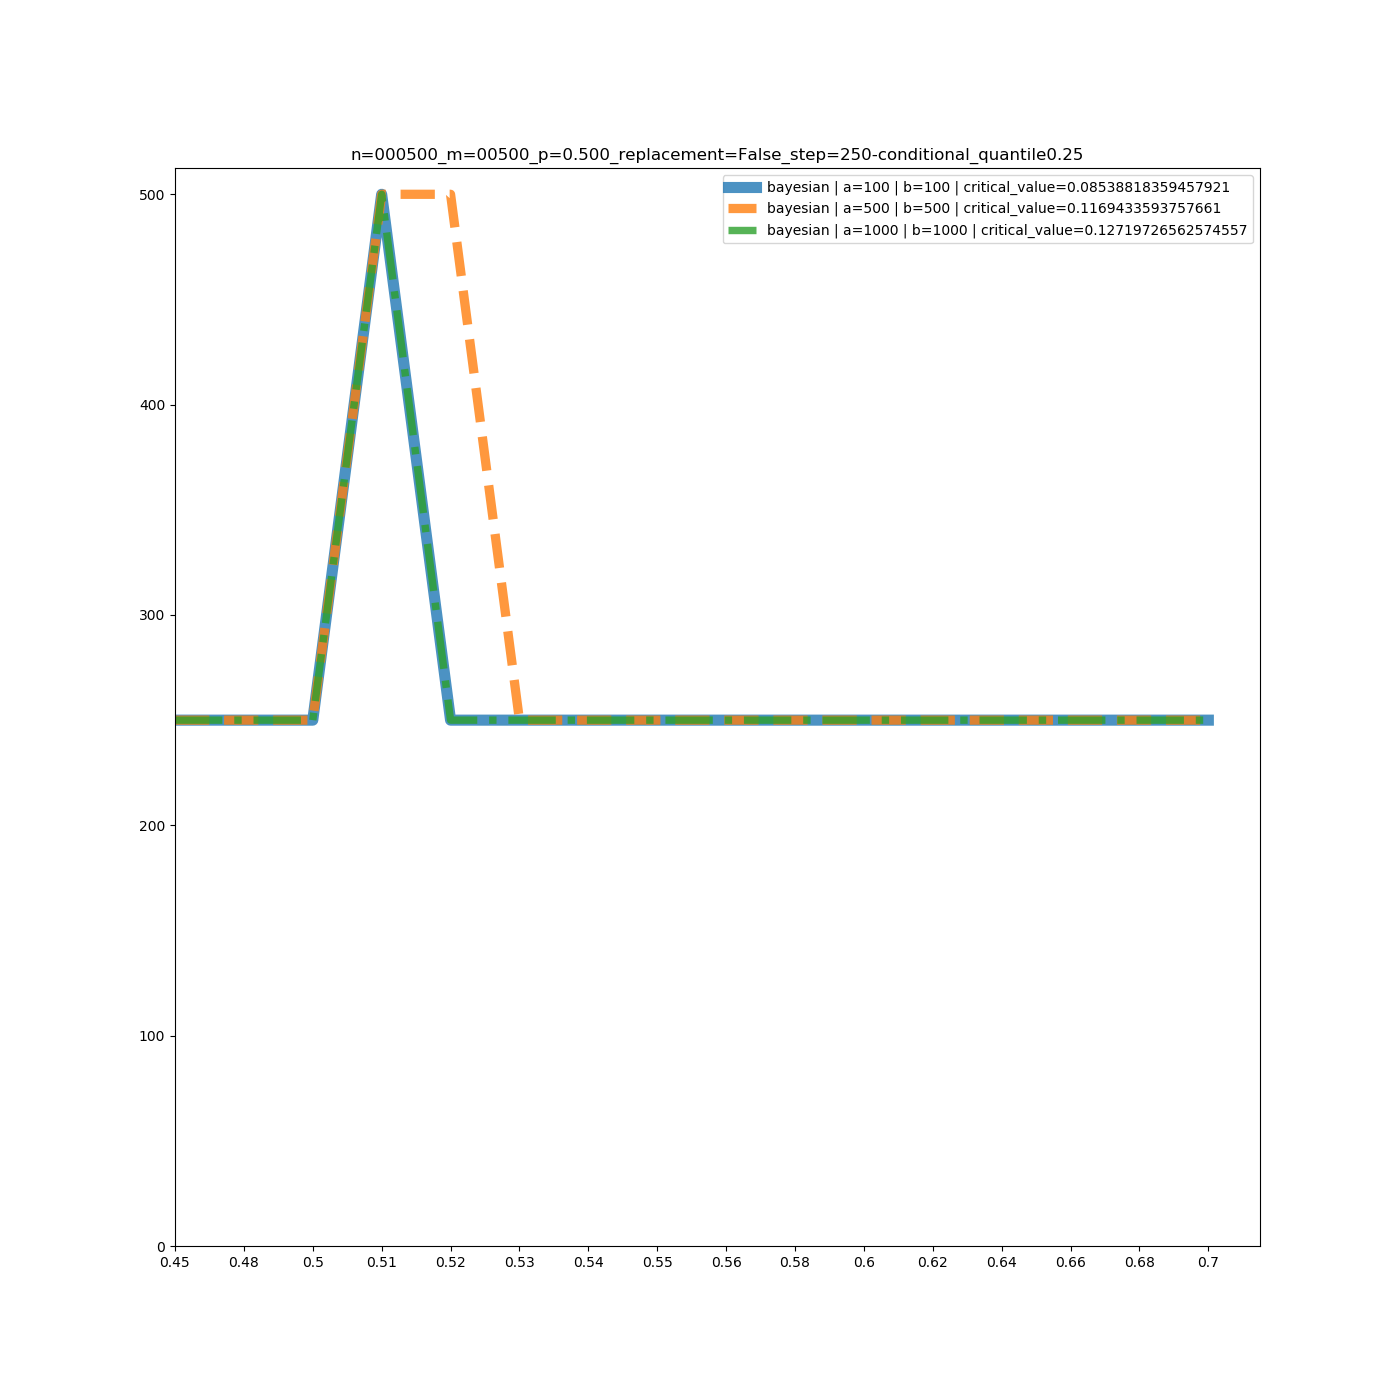 n=000500_m=00500_p=0.500_replacement=False_step=250-conditional_quantile0.25
bayesian | a=100 | b=100 | critical_value=0.08538818359457921
bayesian | a=500 | b=500 | critical_value=0.1169433593757661
bayesian | a=1000 | b=1000 | critical_value=0.12719726562574557
500
400
300
200
100
0
0.45 0.48 0.5 0.51 0.52 0.53 0.54 0.55 0.56 0.58 0.6 0.62 0.64 0.66 0.68 0.7